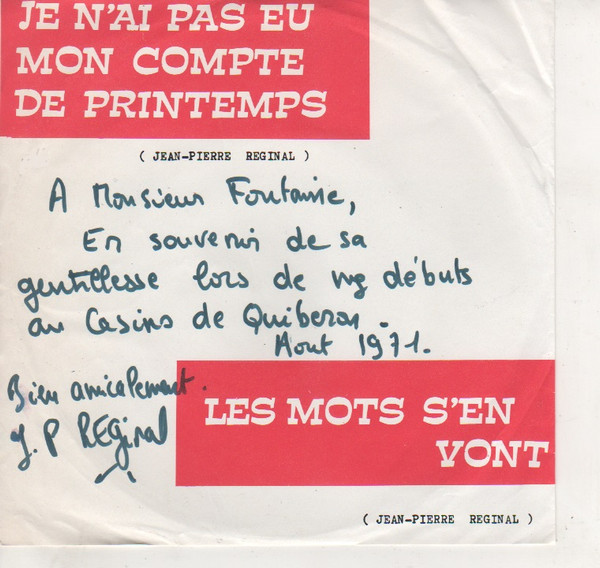 JE N'AI PAS EU
MON COMPTE
DE PRINTEMPS
( JEAN-PIERRE REGINAL )
A Monsieur Fontaine,
En souvenir de sa
gentillesse lors de mes débuts
au Casino de Quiberon.
Aout 1971.
Bien amicalement.
J.P REGinal
LES MOTS S'EN
VONT
( JEAN-PIERRE REGINAL )